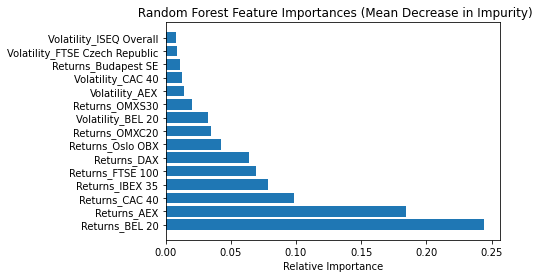 Random Forest Feature Importances (Mean Decrease in Impurity)
Volatility_ISEQ Overall
Volatility_FTSE Czech Republic
Returns_Budapest SE
Volatility_CAC 40
Volatility_AEX
Returns_OMXS30
Volatility_BEL 20
Returns_OMXC20
Returns_Oslo OBX
Returns_DAX
Returns_FTSE 100
Returns_IBEX 35
Returns_CAC 40
Returns_AEX
Returns_BEL 20
0.00 0.05 0.10 0.15 0.20 0.25
Relative Importance